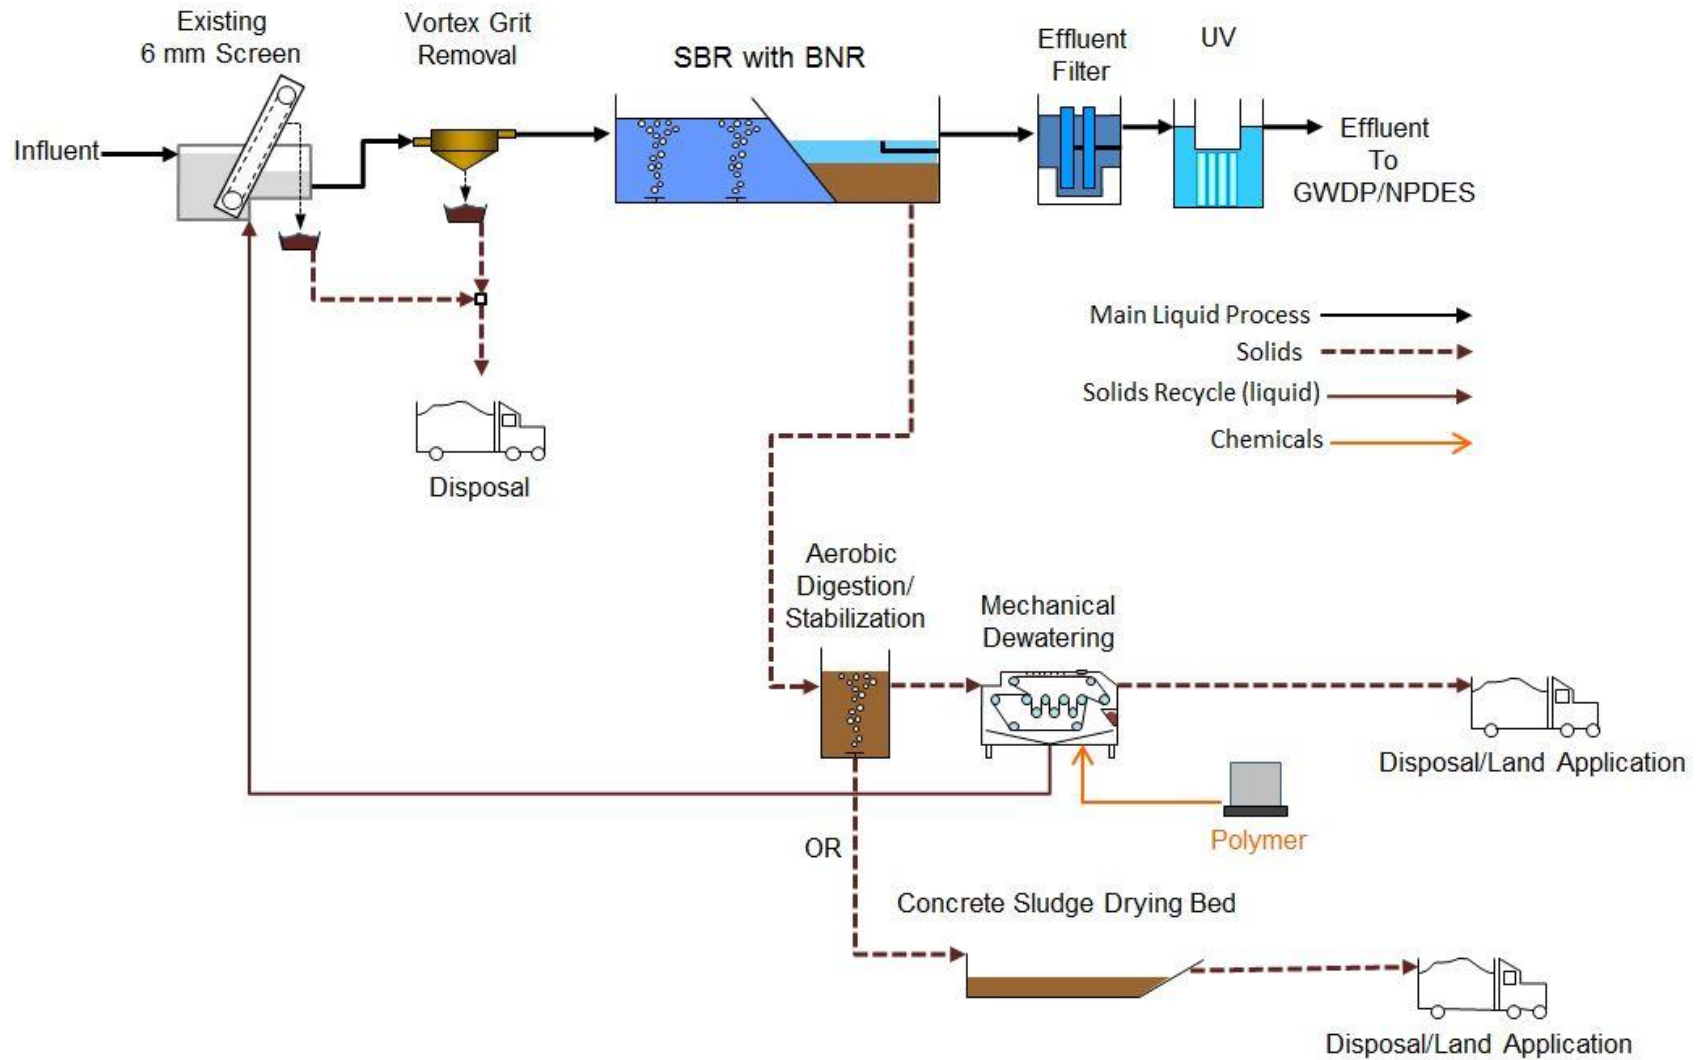 Existing
6 mm Screen
Vortex Grit
Removal
SBR with BNR
Effluent
Filter
UV
Influent
Effluent
To
GWDP/NPDES
Main Liquid Process
Solids
Solids Recycle (liquid)
Chemicals
Disposal
Aerobic
Digestion/
Stabilization
Mechanical
Dewatering
Disposal/Land Application
Polymer
OR
Concrete Sludge Drying Bed
Disposal/Land Application